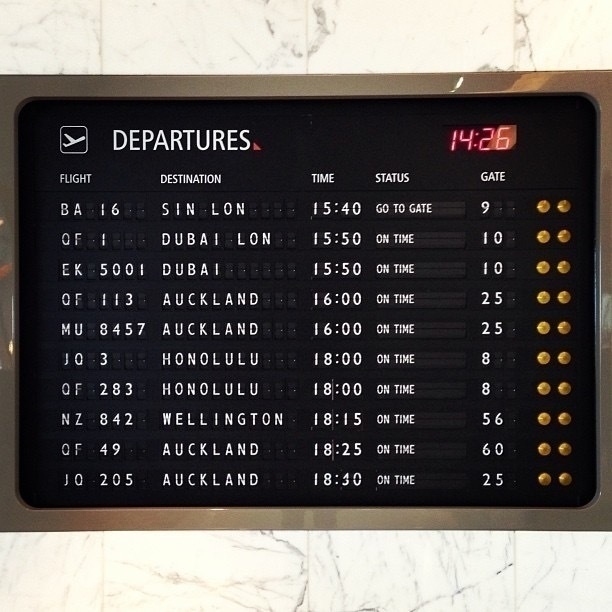 DEPARTURES 14:26
FLIGHT DESTINATION TIME STATUS GATE
BA 16 SIN LON 15:40 GO TO GATE 9
QF 1 DUBAI LON 15:50 ON TIME 10
EK 5001 DUBAI 15:50 ON TIME 10
QF 113 AUCKLAND 16:00 ON TIME 25
MU 8457 AUCKLAND 16:00 ON TIME 25
JQ 3 HONOLULU 18:00 ON TIME 8
QF 283 HONOLULU 18:00 ON TIME 8
NZ 842 WELLINGTON 18:15 ON TIME 56
QF 49 AUCKLAND 18:25 ON TIME 60
JQ 205 AUCKLAND 18:30 ON TIME 25